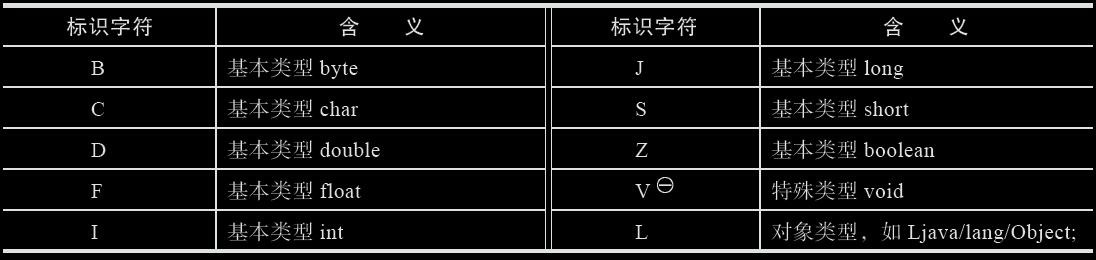 标识字符 含 义 标识字符 含 义
B 基本类型 byte J 基本类型 long
C 基本类型 char S 基本类型 short
D 基本类型 double Z 基本类型 boolean
F 基本类型 float V㊀ 特殊类型 void
I 基本类型 int L 对象类型，如 Ljava/lang/Object;